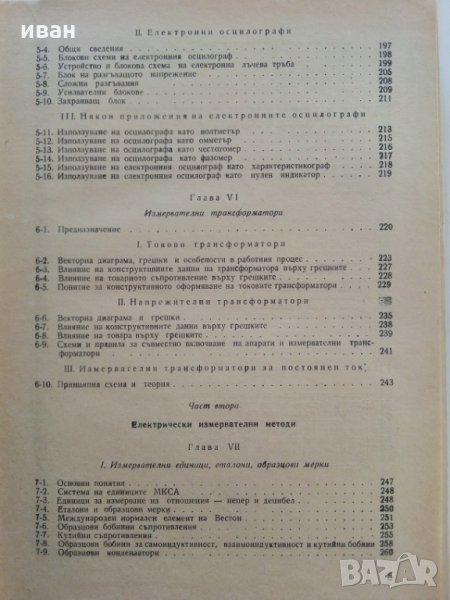 иван
II. Електронни осцилографи
5-4. Общи сведения 197
5-5. Блокови схеми на електронния осцилограф 198
5-6. Устройство и блокова схема на електронна лъчева тръба 199
5-7. Блок на разгъващото напрежение 205
5-8. Сложни разгъвания 208
5-9. Усилвателни блокове 209
5-10. Захранващ блок 211
III. Някои приложения на електронните осцилографи
5-11. Използуване на осцилографа като волтметър 213
5-12. Използуване на осцилографа като омметър 215
5-13. Използуване на осцилографа като честотомер 216
5-14. Използуване на осцилографа като фазомер 217
5-15. Използуване на електронния осцилограф като характеристикограф 218
5-16. Използуване на електронния осцилограф като нулев индикатор 219
Глава VI
Измервателни трансформатори
6-1. Предназначение 220
I. Токови трансформатори
6-2. Векторна диаграма, грешки и особености в работния процес 223
6-3. Влияние на конструктивните данни на трансформатора върху грешките 227
6-4. Влияние на товарното съпротивление върху грешките 228
6-5. Понятие за конструктивното оформяване на токовите трансформатори 229
II. Напрежителни трансформатори
6-6. Векторна диаграма и грешки 235
6-7. Влияние на конструктивните данни върху грешките 238
6-8. Влияние на товара върху грешките 239
6-9. Схеми и правила за съвместно включване на апарати и измервателни транс-
форматори 241
III. Измервателни трансформатори за постоянен ток
6-10. Принципна схема и теория 243
Част втора
Електрически измервателни методи
Глава VII
I. Измервателни единици, еталони, образцови мерки
7-1. Основни понятия 247
7-2. Система на единиците МКСА 248
7-3. Единици за измерване на отношения — непер и децибел 248
7-4. Еталони и образцови мерки 250
7-5. Международен нормален елемент на Вестон 251
7-6. Образцови бобини съпротивления 253
7-7. Кутийни съпротивления 255
7-8. Образцови бобини за самоиндуктивност, взаимоиндуктивност и кутийни бобини 258
7-9. Образцови кондензатори 260
BAZAR